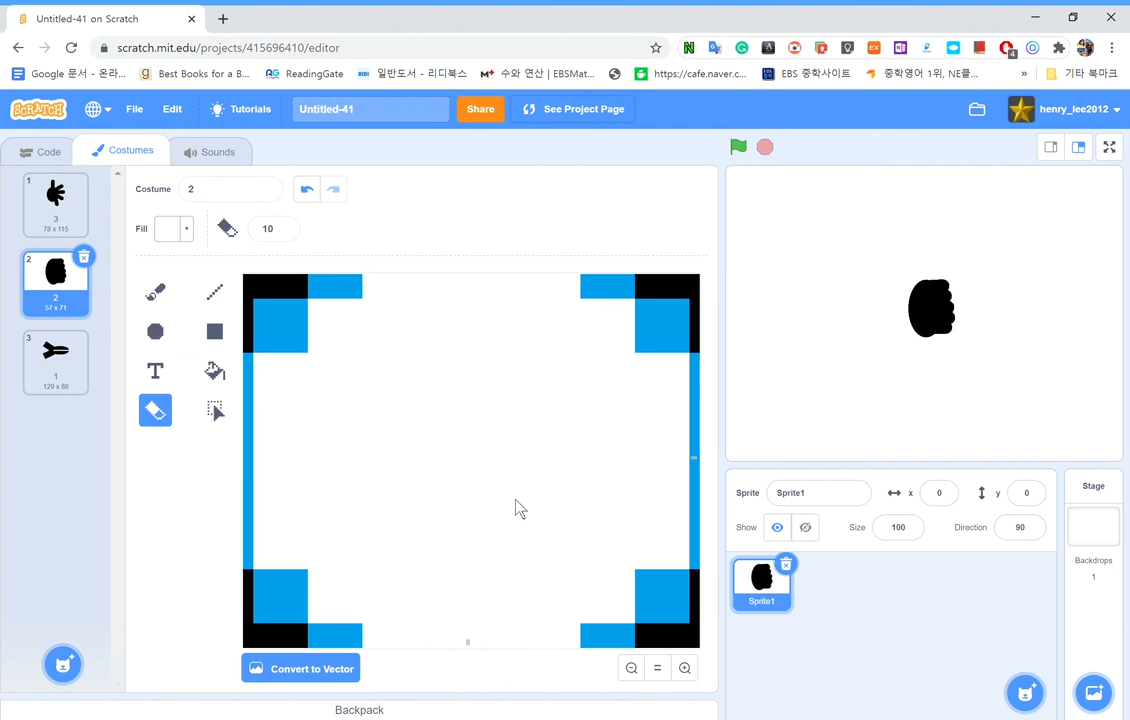 Untitled-41 on Scratch
scratch.mit.edu/projects/415696410/editor
4
Google 문서 - 온라...
Best Books for a B...
ReadingGate
RIDI 일반도서 - 리디북스
수와 연산 | EBSMat...
https://cafe.naver.c...
EBS 중학사이트
중학영어 1위, NE클...
»
기타 북마크
SCRATCH
File
Edit
Tutorials
Untitled-41
Share
See Project Page
henry_lee2012
Code
Costumes
Sounds
1
3
78 x 115
2
2
57 x 71
3
1
129 x 88
Costume
2
Fill
10
T
Convert to Vector
Backpack
Sprite
Sprite1
x
0
y
0
Show
Size
100
Direction
90
Sprite1
Stage
Backdrops
1